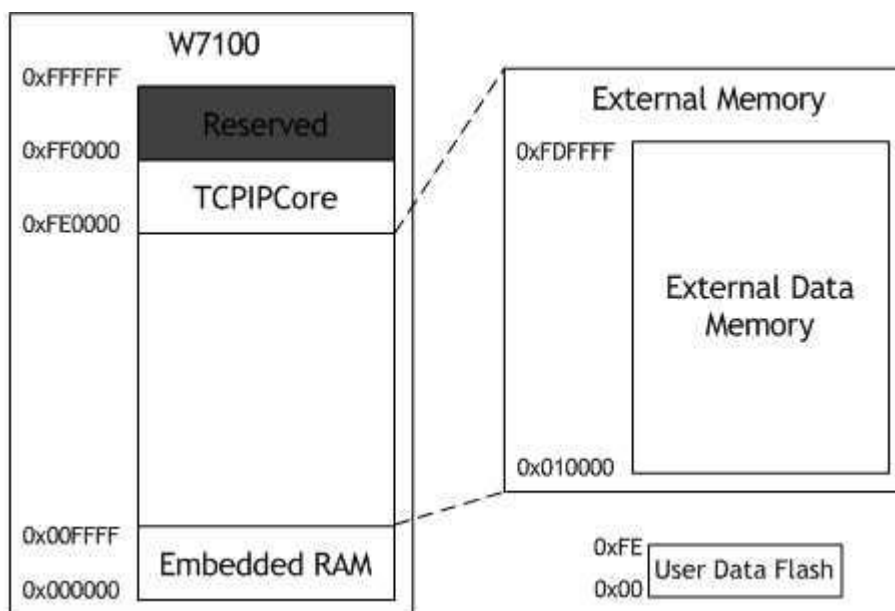 W7100
0xFFFFFF
Reserved
0xFF0000
TCPIPCore
0xFE0000
0x00FFFF
Embedded RAM
0x000000
External Memory
0xFDFFFF
External Data
Memory
0x010000
0xFE
User Data Flash
0x00